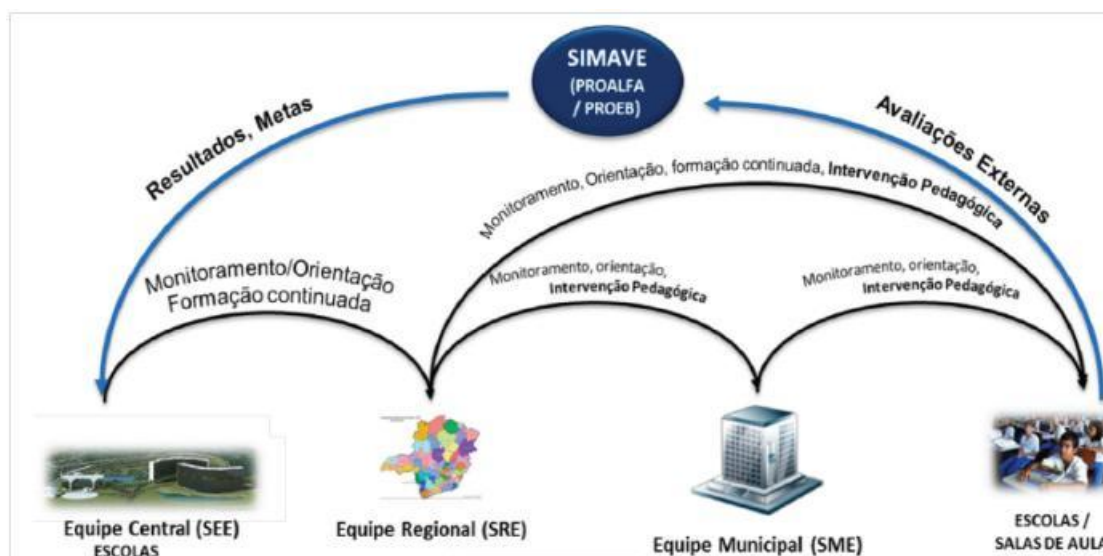 SIMAVE
(PROALFA
/ PROEB)
Resultados, Metas
Avaliações Externas
Monitoramento, Orientação, formação continuada, Intervenção Pedagógica
Monitoramento/Orientação
Formação continuada
Monitoramento, orientação,
Intervenção Pedagógica
Monitoramento, orientação,
Intervenção Pedagógica
Equipe Central (SEE)
ESCOLAS
Equipe Regional (SRE)
Equipe Municipal (SME)
ESCOLAS /
SALAS DE AULA